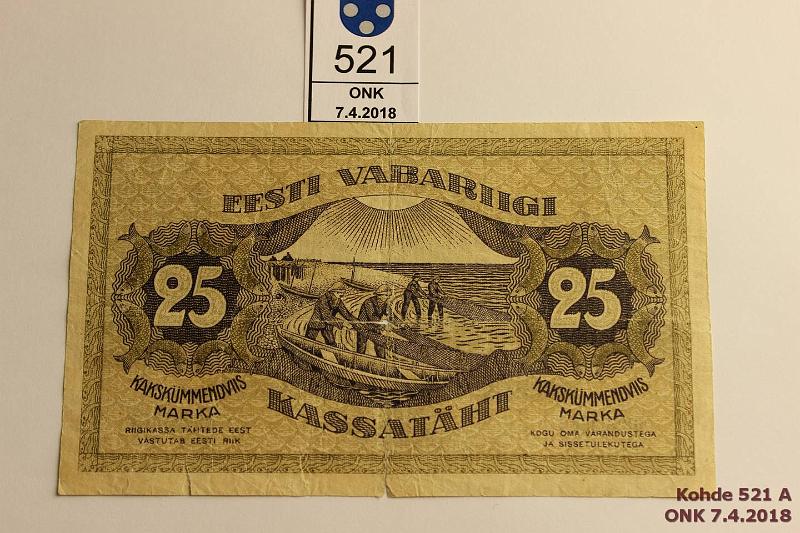 521
ONK
7.4.2018
EESTI VABARIIGI
25
25
KAKSKÜMMENDVIIS
MARKA
KASSATÄHT
KAKSKÜMMENDVIIS
MARKA
RIIGIKASSA TÄHTEDE EEST
VASTUTAB EESTI RIIK
KOGU OMA VARANDUSTEGA
JA SISSETULEKUTEGA
Kohde 521 A
ONK 7.4.2018